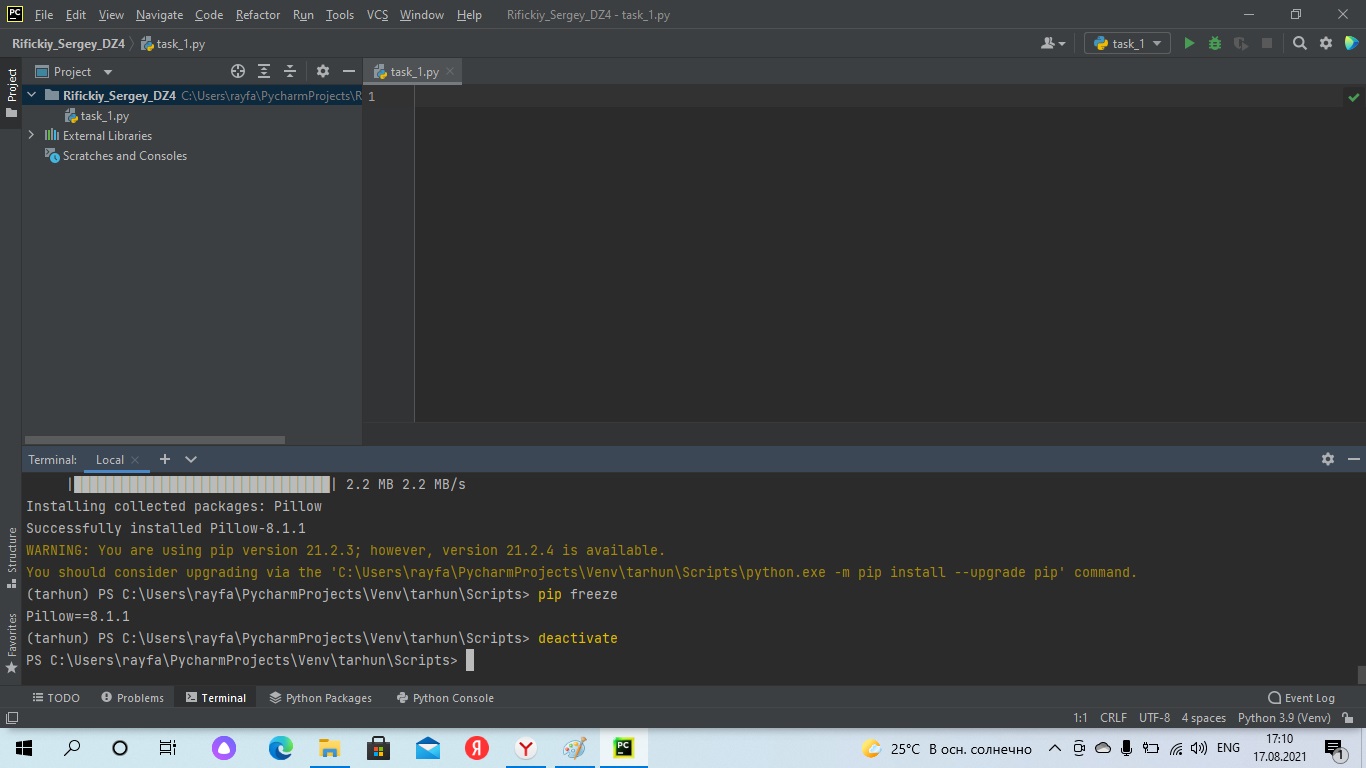 PC File Edit View Navigate Code Refactor Run Tools VCS Window Help Rifickiy_Sergey_DZ4 - task_1.py
Rifickiy_Sergey_DZ4 task_1.py task_1
Project
Project
task_1.py
Rifickiy_Sergey_DZ4 C:\Users\rayfa\PycharmProjects\R
1
task_1.py
External Libraries
Scratches and Consoles
Terminal: Local
2.2 MB 2.2 MB/s
Installing collected packages: Pillow
Successfully installed Pillow-8.1.1
WARNING: You are using pip version 21.2.3; however, version 21.2.4 is available.
You should consider upgrading via the 'C:\Users\rayfa\PycharmProjects\Venv\tarhun\Scripts\python.exe -m pip install --upgrade pip' command.
(tarhun) PS C:\Users\rayfa\PycharmProjects\Venv\tarhun\Scripts> pip freeze
Pillow==8.1.1
(tarhun) PS C:\Users\rayfa\PycharmProjects\Venv\tarhun\Scripts> deactivate
PS C:\Users\rayfa\PycharmProjects\Venv\tarhun\Scripts>
Structure
Favorites
TODO Problems Terminal Python Packages Python Console Event Log
1:1 CRLF UTF-8 4 spaces Python 3.9 (Venv)
Я Y PC 25°C В осн. солнечно ENG 17:10
17.08.2021 1